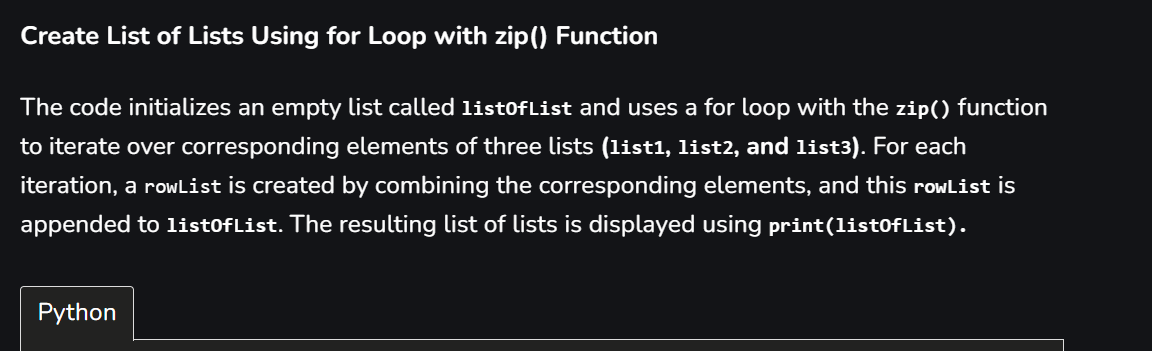 Create List of Lists Using for Loop with zip() Function
The code initializes an empty list called listOfList and uses a for loop with the zip() function
to iterate over corresponding elements of three lists (list1, list2, and list3). For each
iteration, a rowList is created by combining the corresponding elements, and this rowList is
appended to listOfList. The resulting list of lists is displayed using print(listOfList).
Python